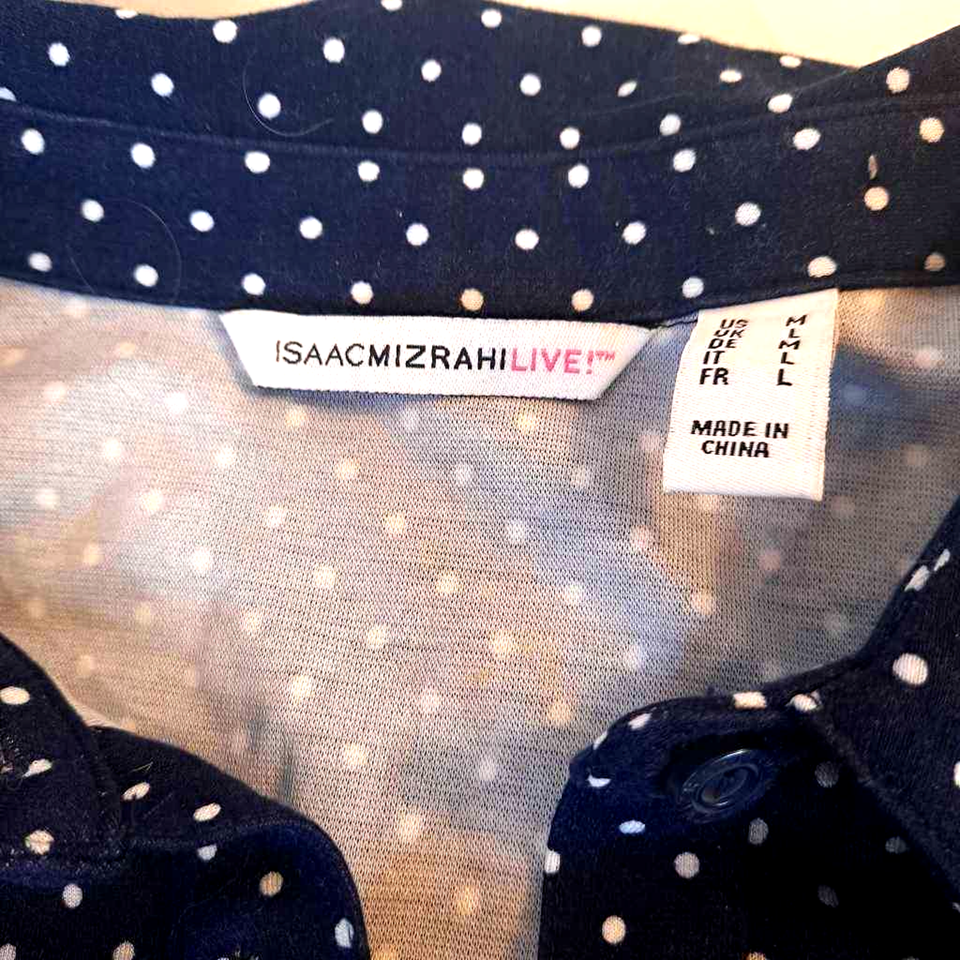 ISAACMIZRAHILIVE!™
US M
UK L
DE M
IT L
FR L
MADE IN
CHINA